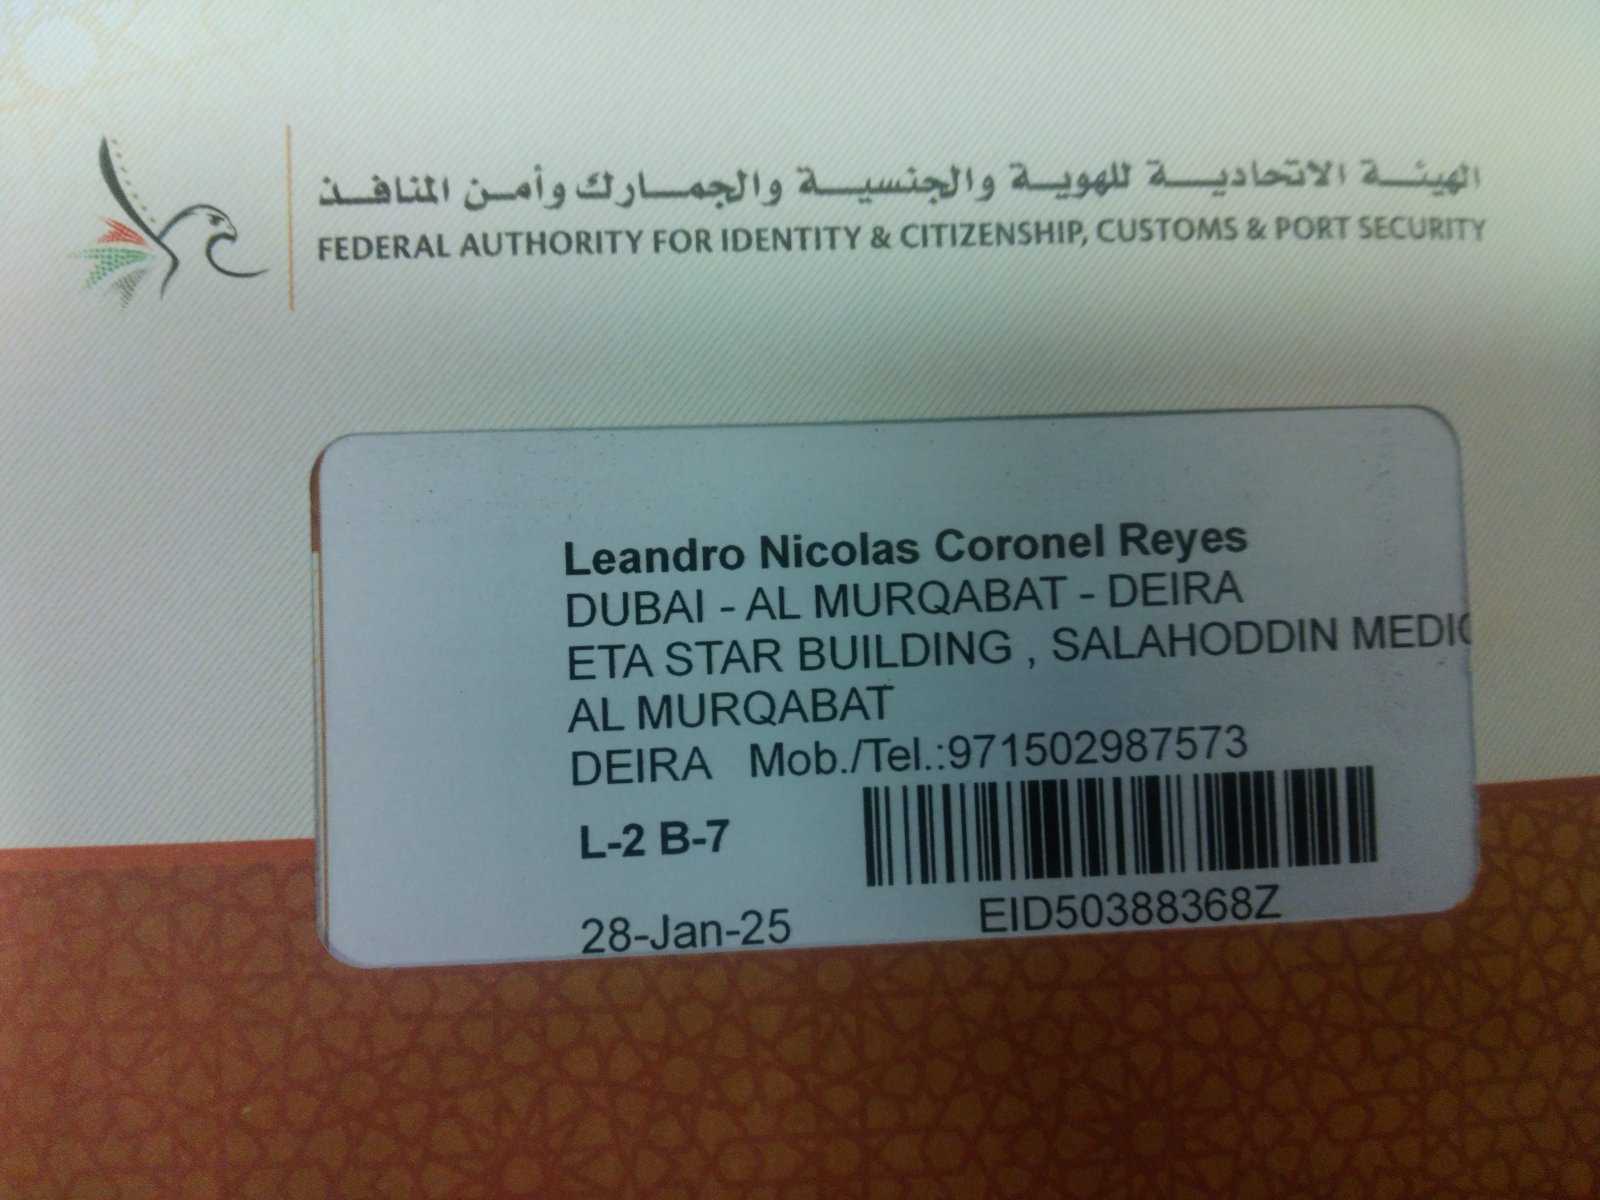 الهيئة الاتحادية للهوية والجنسية والجمارك وأمن المنافذ
FEDERAL AUTHORITY FOR IDENTITY & CITIZENSHIP, CUSTOMS & PORT SECURITY
Leandro Nicolas Coronel Reyes
DUBAI - AL MURQABAT - DEIRA
ETA STAR BUILDING , SALAHODDIN MEDIC
AL MURQABAT
DEIRA Mob./Tel.:971502987573
L-2 B-7
28-Jan-25 EID50388368Z